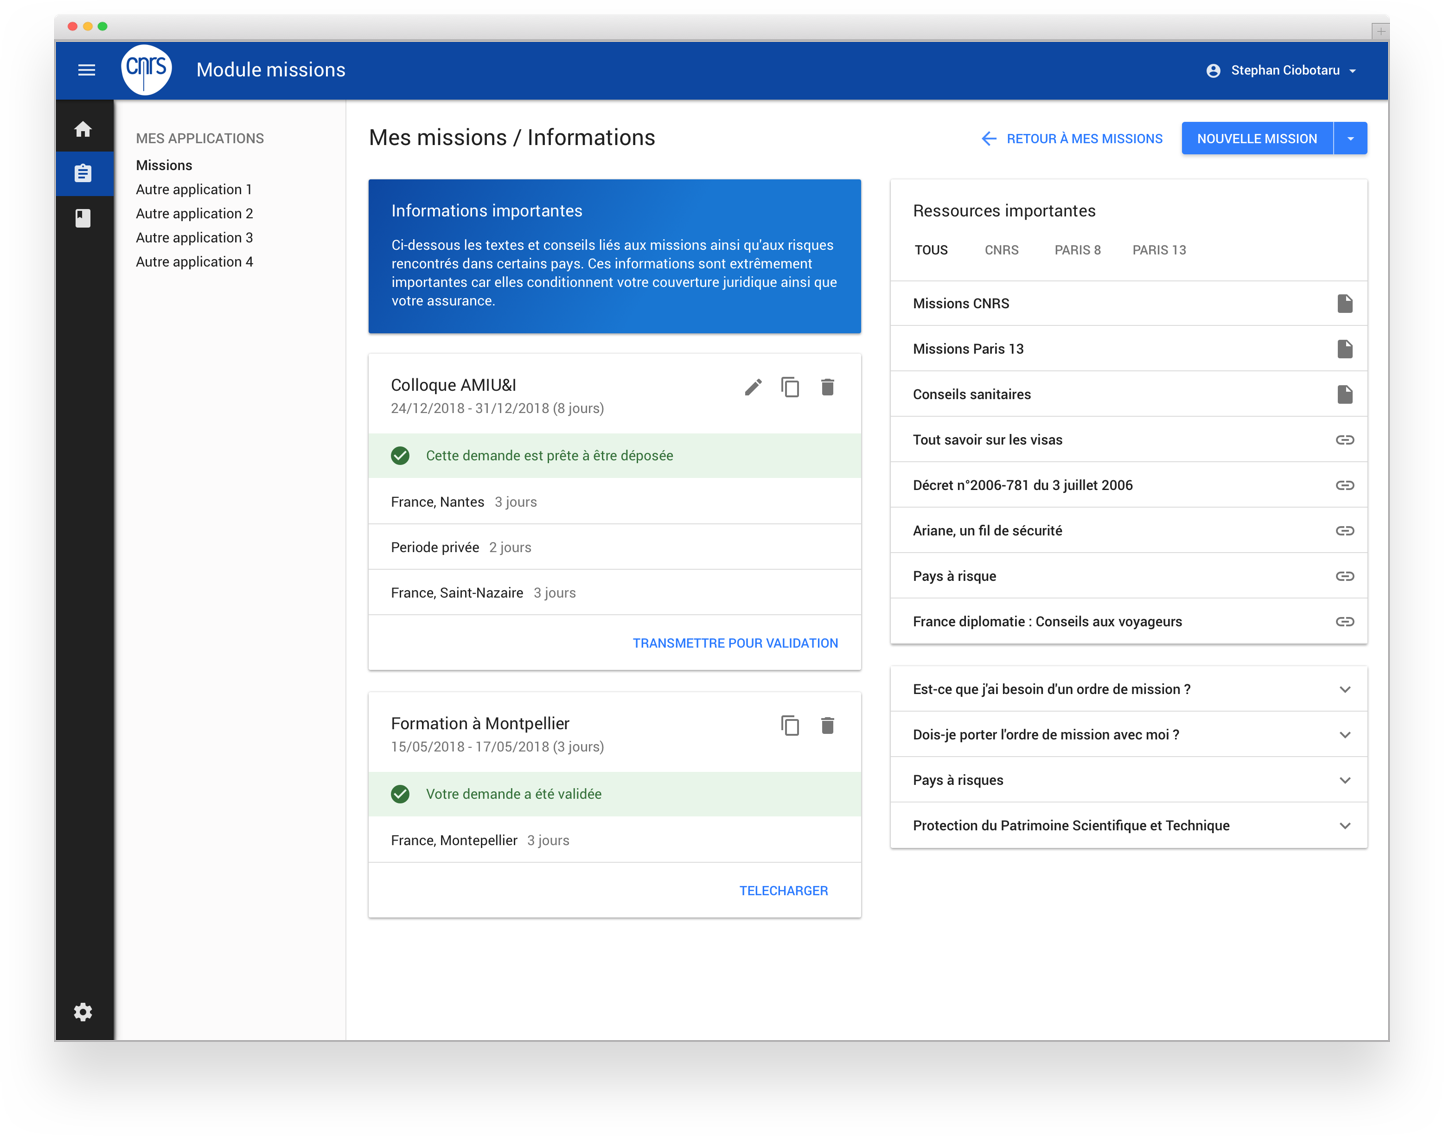 cnrs
Module missions
Stephan Ciobotaru
MES APPLICATIONS
Missions
Autre application 1
Autre application 2
Autre application 3
Autre application 4
Mes missions / Informations
RETOUR À MES MISSIONS
NOUVELLE MISSION
Informations importantes
Ci-dessous les textes et conseils liés aux missions ainsi qu'aux risques
rencontrés dans certains pays. Ces informations sont extrêmement
importantes car elles conditionnent votre couverture juridique ainsi que
votre assurance.
Colloque AMIU&I
24/12/2018 - 31/12/2018 (8 jours)
Cette demande est prête à être déposée
France, Nantes 3 jours
Periode privée 2 jours
France, Saint-Nazaire 3 jours
TRANSMETTRE POUR VALIDATION
Formation à Montpellier
15/05/2018 - 17/05/2018 (3 jours)
Votre demande a été validée
France, Montepellier 3 jours
TELECHARGER
Ressources importantes
TOUS CNRS PARIS 8 PARIS 13
Missions CNRS
Missions Paris 13
Conseils sanitaires
Tout savoir sur les visas
Décret n°2006-781 du 3 juillet 2006
Ariane, un fil de sécurité
Pays à risque
France diplomatie : Conseils aux voyageurs
Est-ce que j'ai besoin d'un ordre de mission ?
Dois-je porter l'ordre de mission avec moi ?
Pays à risques
Protection du Patrimoine Scientifique et Technique